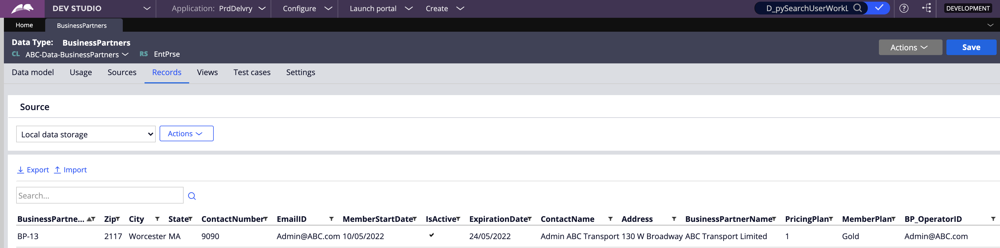 DEV STUDIO Application: PrdDelvry Configure Launch portal Create D_pySearchUserWorkL ? DEVELOPMENT
Home BusinessPartners
Data Type: BusinessPartners
CL ABC-Data-BusinessPartners RS EntPrse Actions Save
Data model Usage Sources Records Views Test cases Settings
Source
Local data storage Actions
Export Import
Search...
BusinessPartne... Zip City State ContactNumber EmailID MemberStartDate IsActive ExpirationDate ContactName Address BusinessPartnerName PricingPlan MemberPlan BP_OperatorID
BP-13 2117 Worcester MA 9090 Admin@ABC.com 10/05/2022 24/05/2022 Admin ABC Transport 130 W Broadway ABC Transport Limited 1 Gold Admin@ABC.com